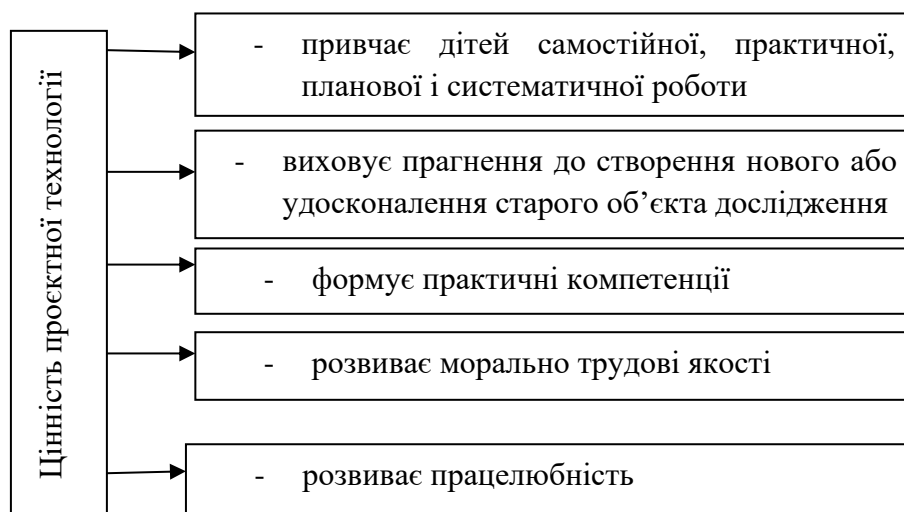 Цінність проєктної технології
- привчає дітей самостійної, практичної,
планової і систематичної роботи
- виховує прагнення до створення нового або
удосконалення старого об’єкта дослідження
- формує практичні компетенції
- розвиває морально трудові якості
- розвиває працелюбність